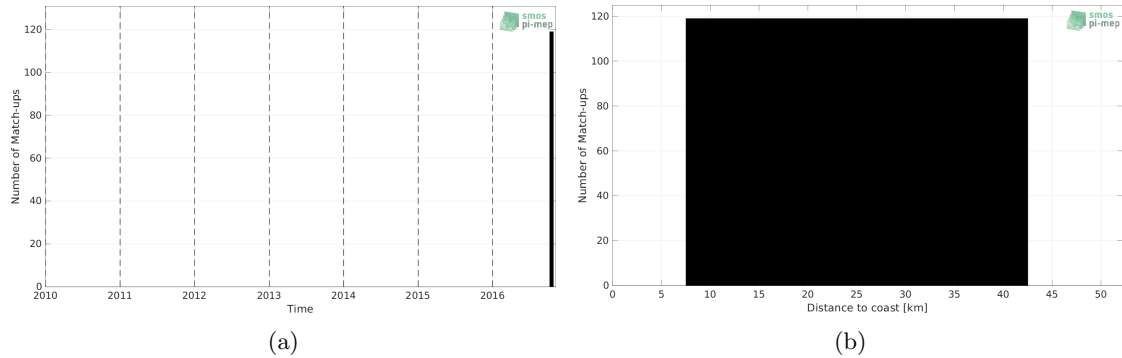 smos
pi-mep
Number of Match-ups
120
100
80
60
40
20
0
2010 2011 2012 2013 2014 2015 2016
Time
(a)
smos
pi-mep
Number of Match-ups
120
100
80
60
40
20
0
0 5 10 15 20 25 30 35 40 45 50
Distance to coast [km]
(b)